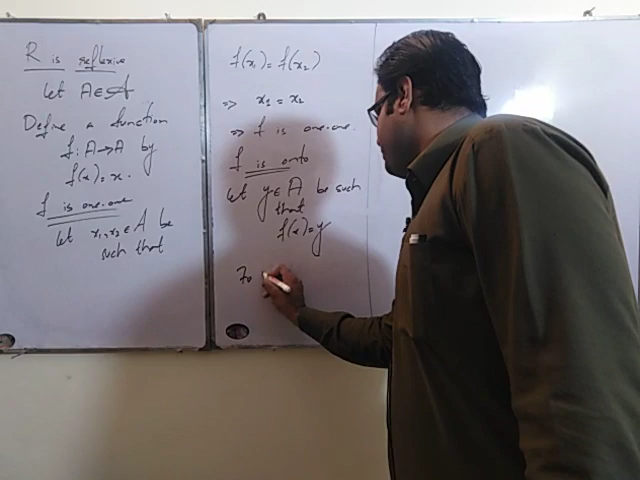 R is reflexive
Let A ∈ 𝒜
Define a function
f: A → A by
f(x) = x.
f is one-one
Let x₁, x₂ ∈ A be
such that
f(x₁) = f(x₂)
⇒ x₁ = x₂
⇒ f is one-one.
f is onto
Let y ∈ A be such
that
f(x) = y